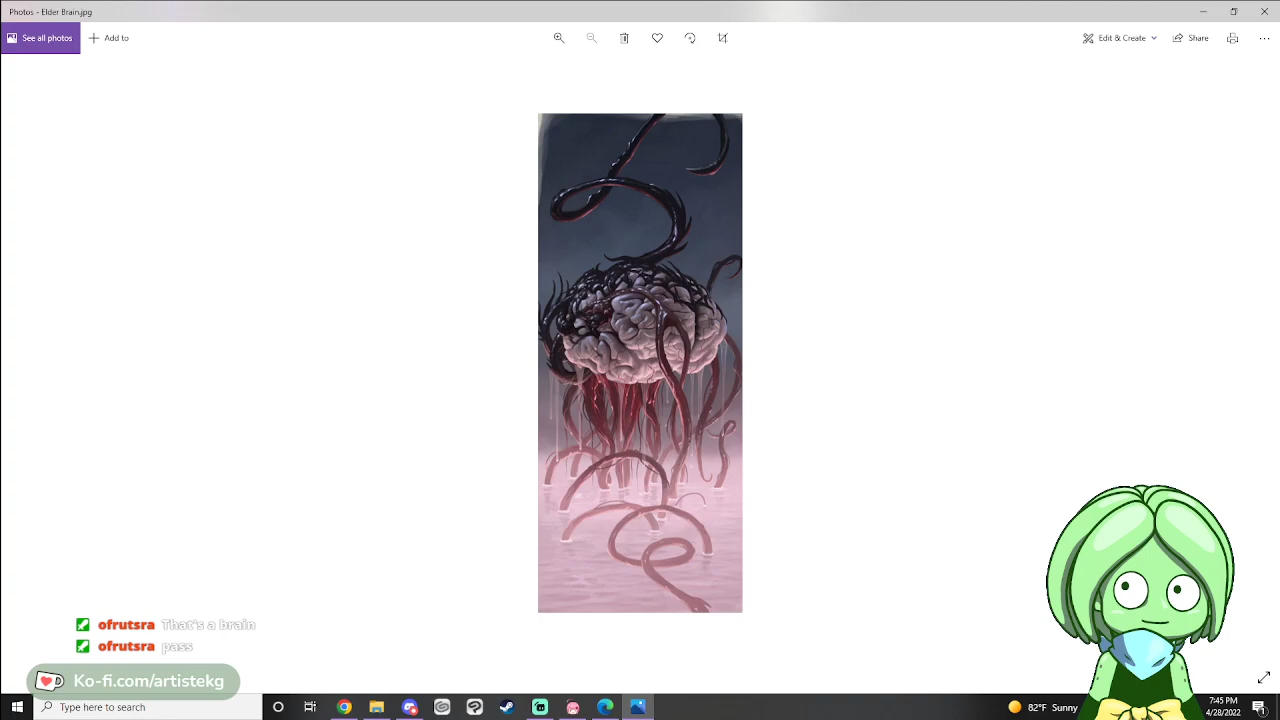 Photos - Elder Brain.jpg
See all photos
Add to
Edit & Create
Share
ofrutsra That's a brain
ofrutsra pass
Ko-fi.com/artistekg
Type here to search
82°F Sunny
7:45 PM
4/28/2022
1